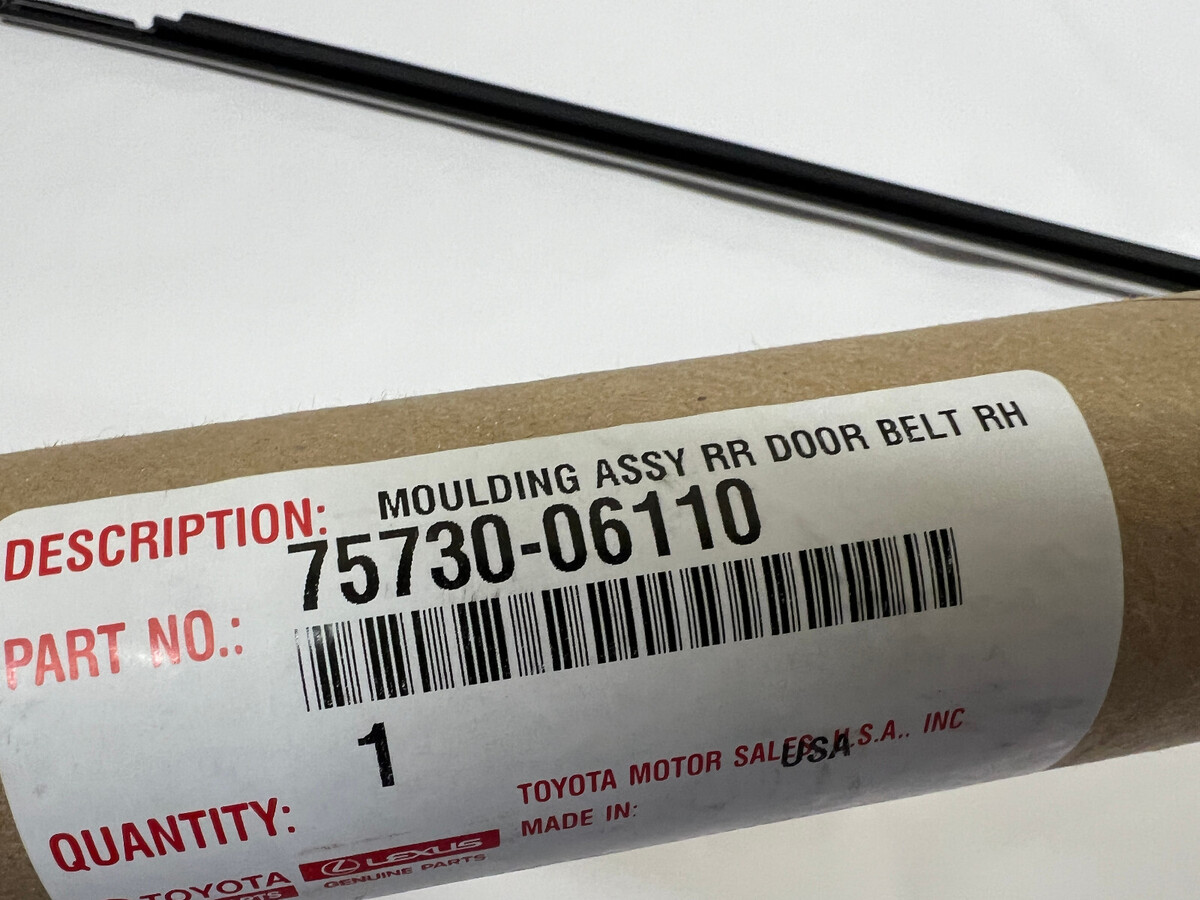 DESCRIPTION: MOULDING ASSY RR DOOR BELT RH
PART NO.: 75730-06110
QUANTITY: 1
TOYOTA MOTOR SALES, U.S.A., INC
MADE IN: USA
TOYOTA
LEXUS
GENUINE PARTS